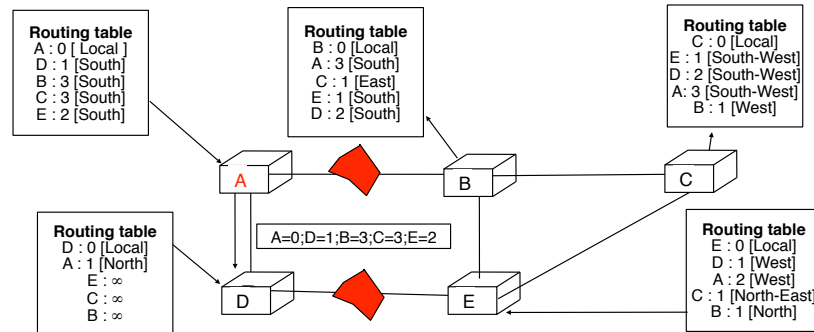 Routing table
A : 0 [ Local ]
D : 1 [South]
B : 3 [South]
C : 3 [South]
E : 2 [South]
Routing table
B : 0 [Local]
A : 3 [South]
C : 1 [East]
E : 1 [South]
D : 2 [South]
Routing table
C : 0 [Local]
E : 1 [South-West]
D : 2 [South-West]
A: 3 [South-West]
B : 1 [West]
A
B
C
A=0;D=1;B=3;C=3;E=2
Routing table
D : 0 [Local]
A : 1 [North]
E : ∞
C : ∞
B : ∞
D
E
Routing table
E : 0 [Local]
D : 1 [West]
A : 2 [West]
C : 1 [North-East]
B : 1 [North]